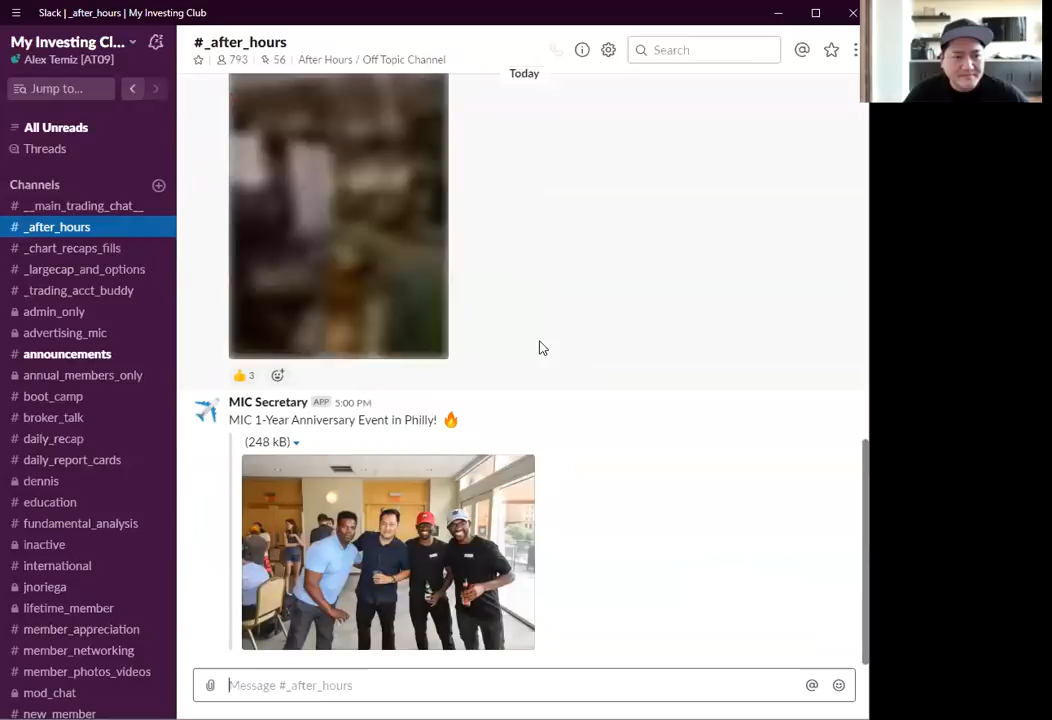 Slack | _after_hours | My Investing Club
My Investing Cl...
Alex Temiz [AT09]
Jump to...
All Unreads
Threads
Channels
# __main_trading_chat__
# _after_hours
# _chart_recaps_fills
# _largecap_and_options
# _trading_acct_buddy
admin_only
advertising_mic
# announcements
annual_members_only
# boot_camp
# broker_talk
# daily_recap
# daily_report_cards
# dennis
# education
# fundamental_analysis
inactive
# international
jnoriega
lifetime_member
# member_appreciation
# member_networking
# member_photos_videos
mod_chat
# new_member
#_after_hours
793
56
After Hours / Off Topic Channel
Search
Today
3
MIC Secretary APP 5:00 PM
MIC 1-Year Anniversary Event in Philly!
(248 kB)
Message #_after_hours